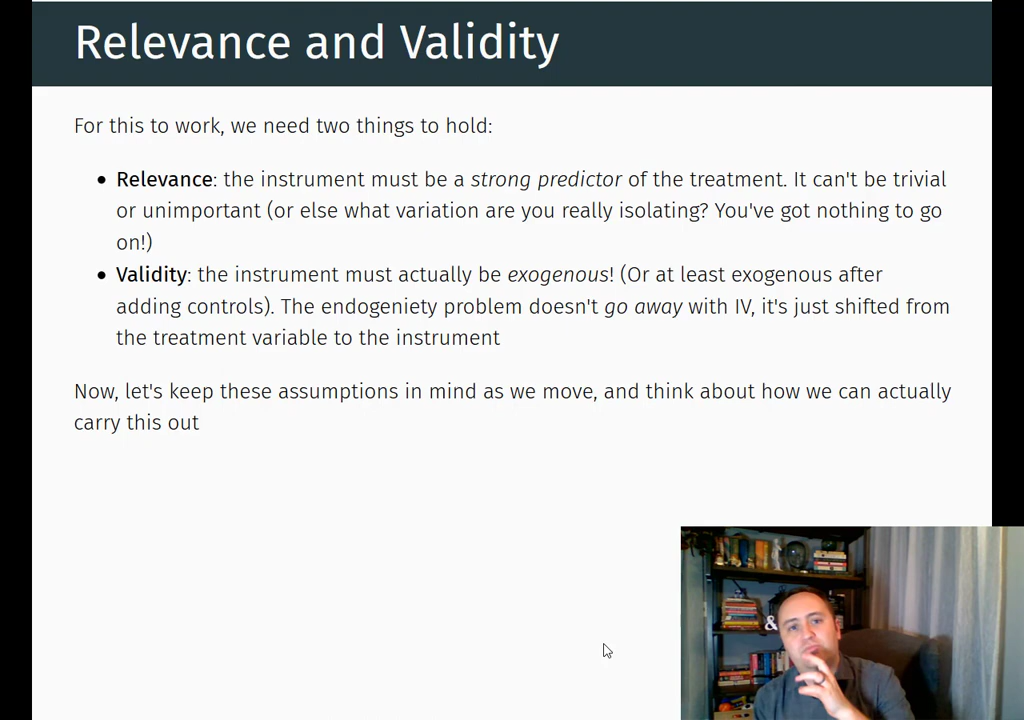 Relevance and Validity
For this to work, we need two things to hold:
• Relevance: the instrument must be a strong predictor of the treatment. It can't be trivial
or unimportant (or else what variation are you really isolating? You've got nothing to go
on!)
• Validity: the instrument must actually be exogenous! (Or at least exogenous after
adding controls). The endogeniety problem doesn't go away with IV, it's just shifted from
the treatment variable to the instrument
Now, let's keep these assumptions in mind as we move, and think about how we can actually
carry this out
&